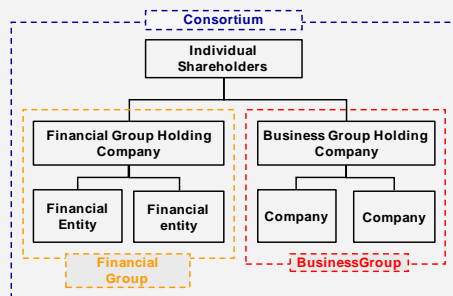 Consortium
Individual
Shareholders
Financial Group Holding
Company
Business Group Holding
Company
Financial
Entity
Financial
entity
Company
Company
Financial
Group
BusinessGroup